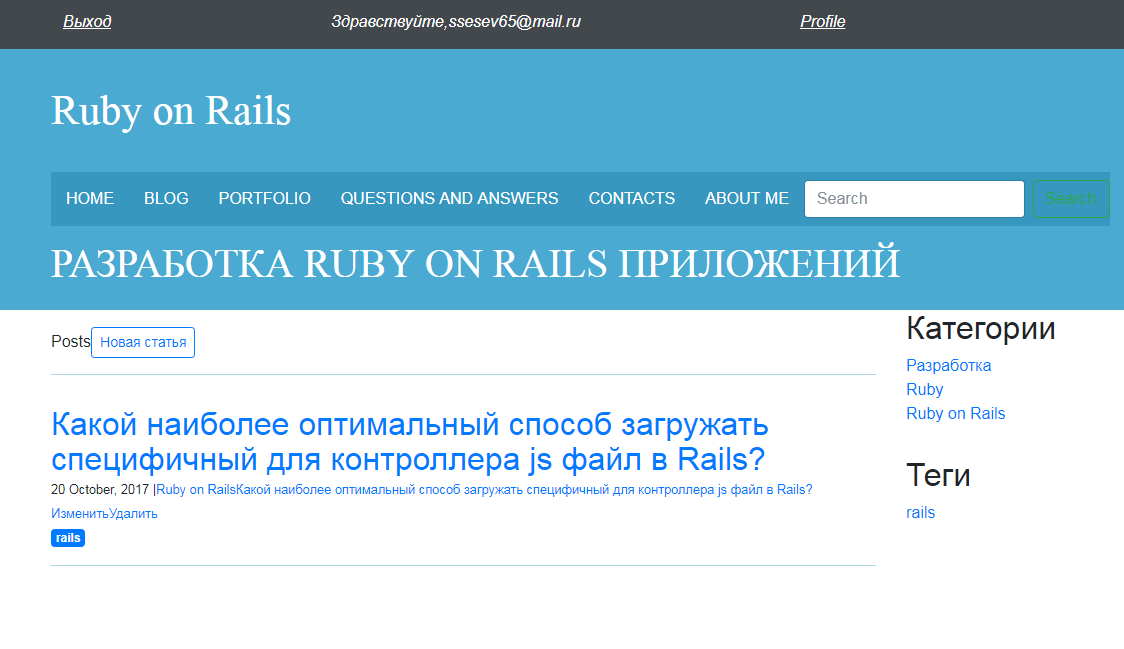 Выход Здравствуйте,ssesev65@mail.ru Profile
Ruby on Rails
HOME BLOG PORTFOLIO QUESTIONS AND ANSWERS CONTACTS ABOUT ME Search Search
РАЗРАБОТКА RUBY ON RAILS ПРИЛОЖЕНИЙ
Posts Новая статья
Какой наиболее оптимальный способ загружать
специфичный для контроллера js файл в Rails?
20 October, 2017 |Ruby on RailsКакой наиболее оптимальный способ загружать специфичный для контроллера js файл в Rails?
ИзменитьУдалить
rails
Категории
Разработка
Ruby
Ruby on Rails
Теги
rails